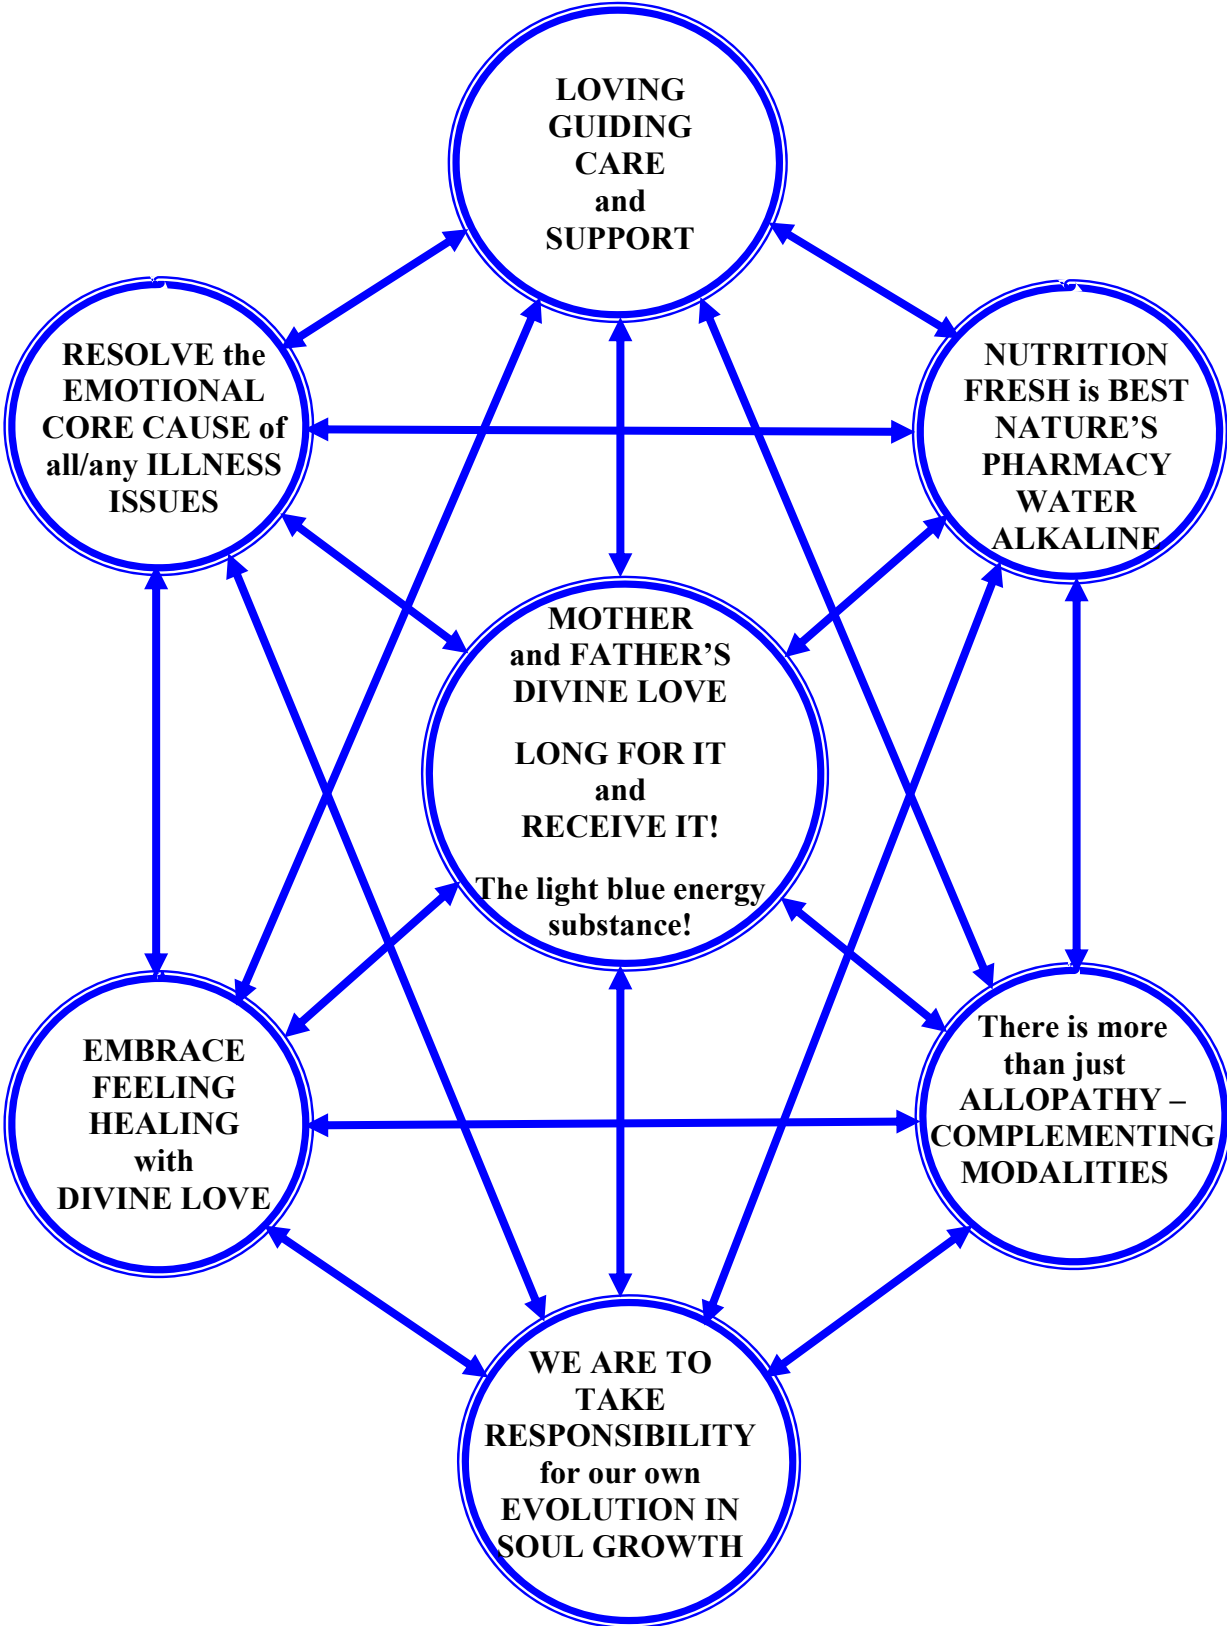 LOVING
GUIDING
CARE
and
SUPPORT
RESOLVE the
EMOTIONAL
CORE CAUSE of
all/any ILLNESS
ISSUES
NUTRITION
FRESH is BEST
NATURE’S
PHARMACY
WATER
ALKALINE
MOTHER
and FATHER’S
DIVINE LOVE
LONG FOR IT
and
RECEIVE IT!
The light blue energy
substance!
EMBRACE
FEELING
HEALING
with
DIVINE LOVE
There is more
than just
ALLOPATHY –
COMPLEMENTING
MODALITIES
WE ARE TO
TAKE
RESPONSIBILITY
for our own
EVOLUTION IN
SOUL GROWTH